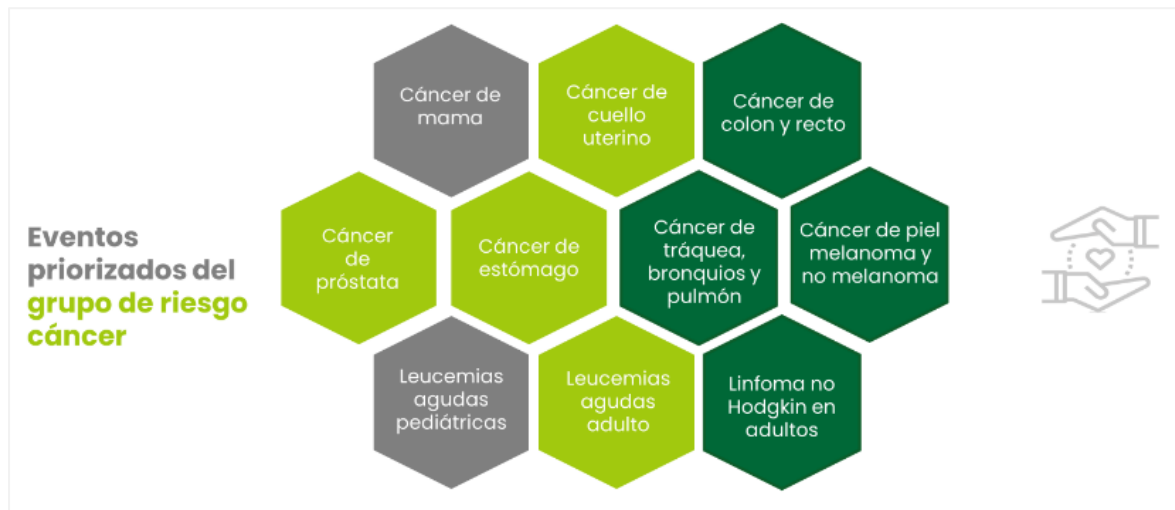 Eventos
priorizados del
grupo de riesgo
cáncer
Cáncer de
mama
Cáncer de
cuello
uterino
Cáncer de
colon y recto
Cáncer
de
próstata
Cáncer de
estómago
Cáncer de
tráquea,
bronquios y
pulmón
Cáncer de piel
melanoma y
no melanoma
Leucemias
agudas
pediátricas
Leucemias
agudas
adulto
Linfoma no
Hodgkin en
adultos